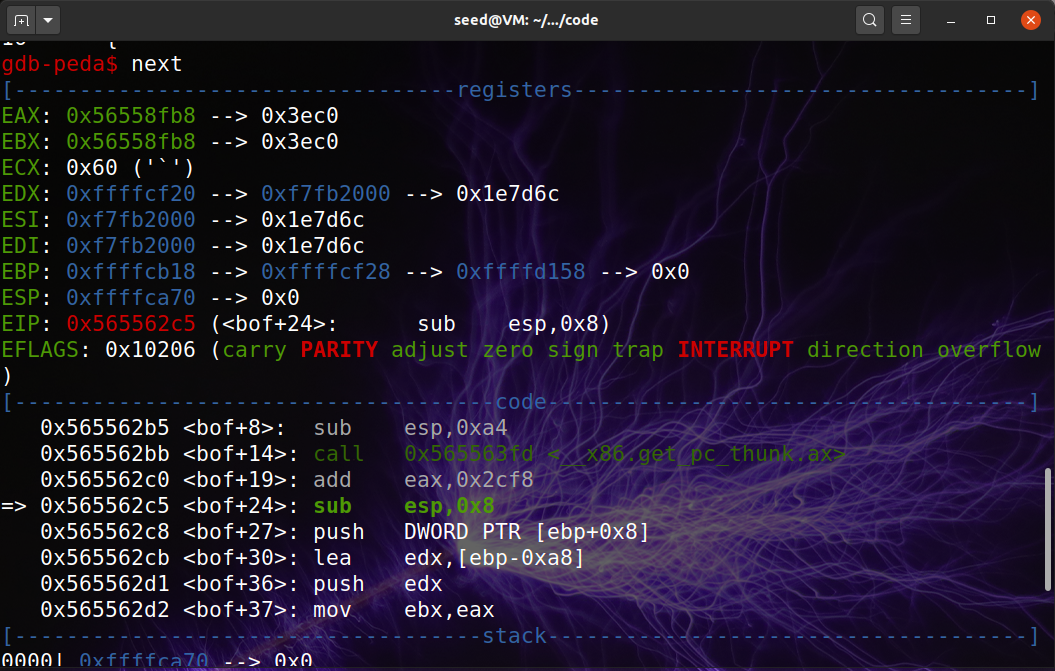 seed@VM: ~/.../code
gdb-peda$ next
[----------------------------------registers-----------------------------------]
EAX: 0x56558fb8 --> 0x3ec0
EBX: 0x56558fb8 --> 0x3ec0
ECX: 0x60 ('`')
EDX: 0xffffcf20 --> 0xf7fb2000 --> 0x1e7d6c
ESI: 0xf7fb2000 --> 0x1e7d6c
EDI: 0xf7fb2000 --> 0x1e7d6c
EBP: 0xffffcb18 --> 0xffffcf28 --> 0xffffd158 --> 0x0
ESP: 0xffffca70 --> 0x0
EIP: 0x565562c5 (<bof+24>:      sub    esp,0x8)
EFLAGS: 0x10206 (carry PARITY adjust zero sign trap INTERRUPT direction overflow
)
[-------------------------------------code-------------------------------------]
   0x565562b5 <bof+8>:  sub    esp,0xa4
   0x565562bb <bof+14>: call   0x565563fd <__x86.get_pc_thunk.ax>
   0x565562c0 <bof+19>: add    eax,0x2cf8
=> 0x565562c5 <bof+24>: sub    esp,0x8
   0x565562c8 <bof+27>: push   DWORD PTR [ebp+0x8]
   0x565562cb <bof+30>: lea    edx,[ebp-0xa8]
   0x565562d1 <bof+36>: push   edx
   0x565562d2 <bof+37>: mov    ebx,eax
[------------------------------------stack-------------------------------------]
0000| 0xffffca70 --> 0x0